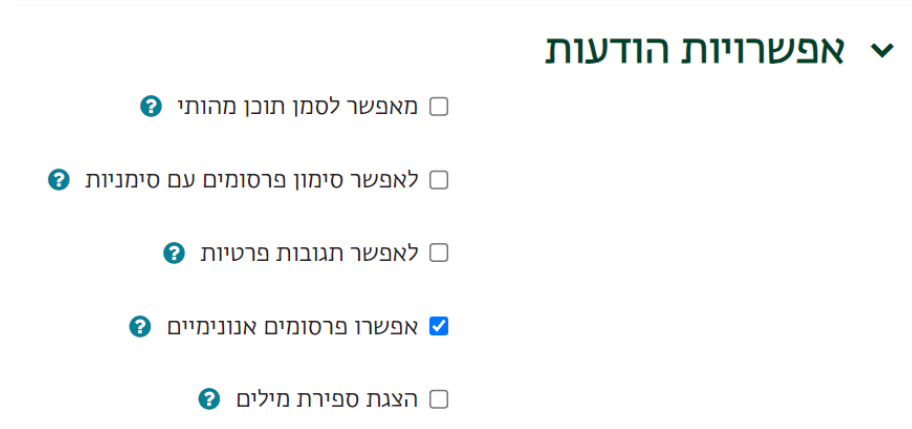 אפשרויות הודעות
מאפשר לסמן תוכן מהותי ?
לאפשר סימון פרסומים עם סימניות ?
לאפשר תגובות פרטיות ?
אפשרו פרסומים אנונימיים ?
הצגת ספירת מילים ?